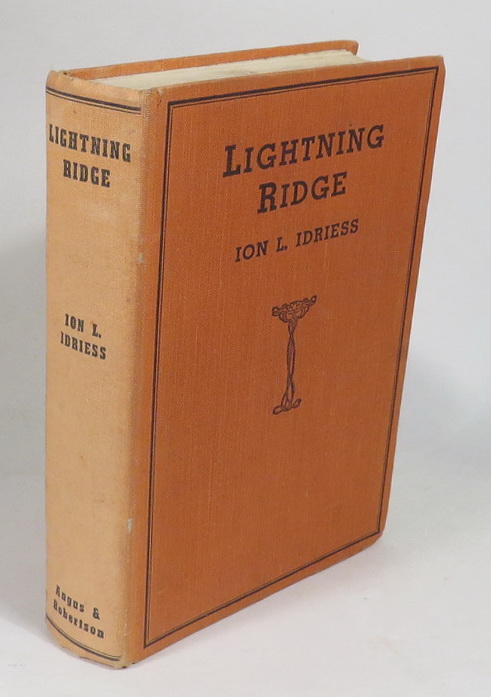 LIGHTNING
RIDGE
ION L.
IDRIESS
Angus &
Robertson
LIGHTNING
RIDGE
ION L. IDRIESS